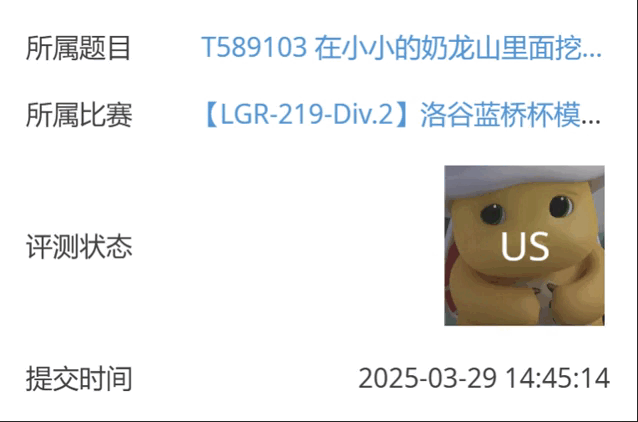 所属题目 T589103 在小小的奶龙山里面挖...
所属比赛 【LGR-219-Div.2】洛谷蓝桥杯模...
评测状态 US
提交时间 2025-03-29 14:45:14